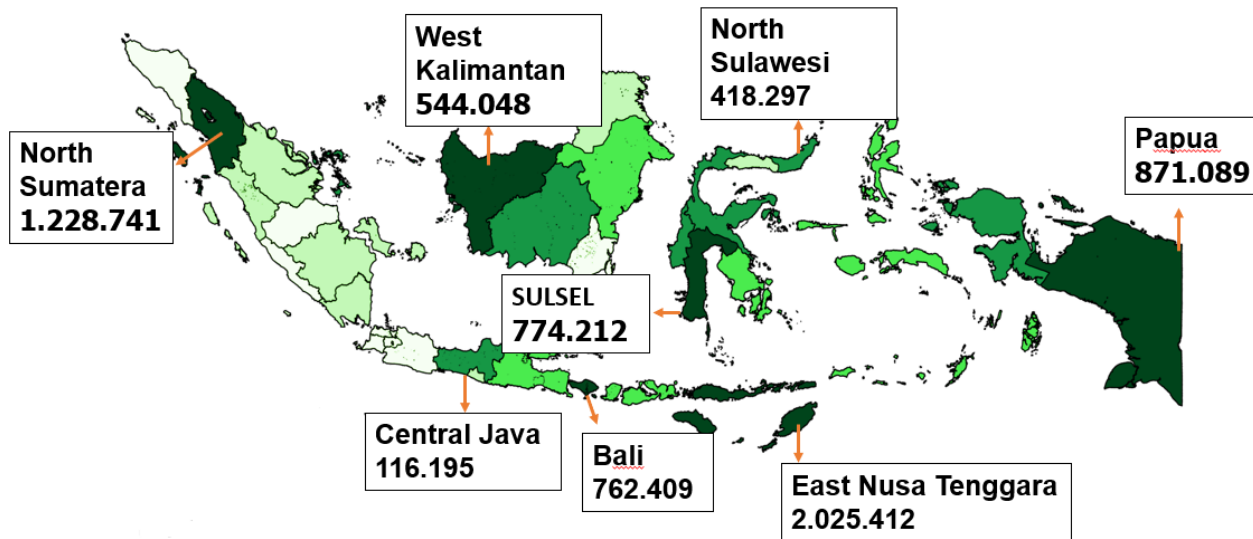 West
Kalimantan
544.048
North
Sulawesi
418.297
Papua
871.089
North
Sumatera
1.228.741
SULSEL
774.212
Central Java
116.195
Bali
762.409
East Nusa Tenggara
2.025.412